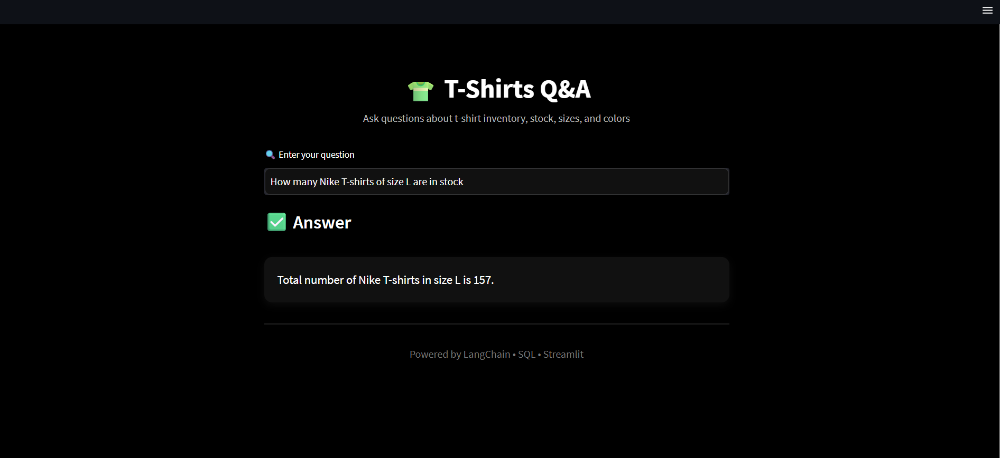 T-Shirts Q&A
Ask questions about t-shirt inventory, stock, sizes, and colors
Enter your question
How many Nike T-shirts of size L are in stock
Answer
Total number of Nike T-shirts in size L is 157.
Powered by LangChain • SQL • Streamlit